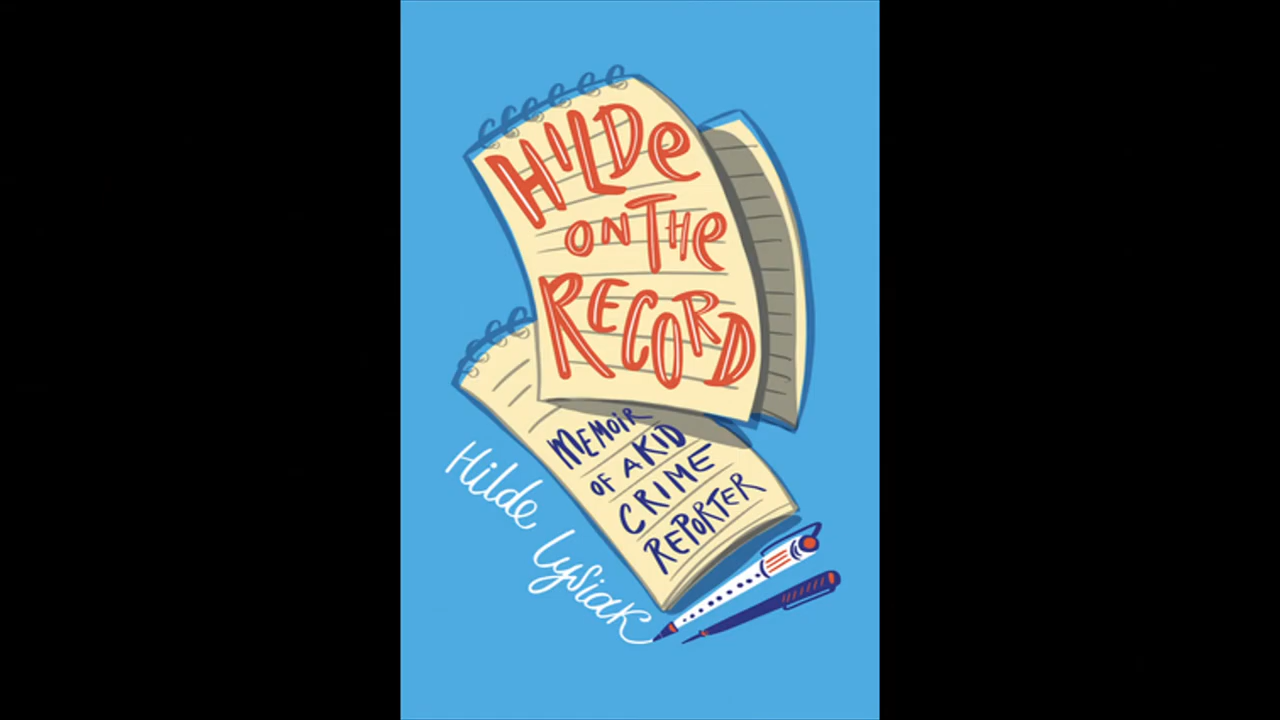 HILDe
ON THe
RECORD
MEMOiR
OF A KID
CRIME
REPORTER
Hilde Lysiak